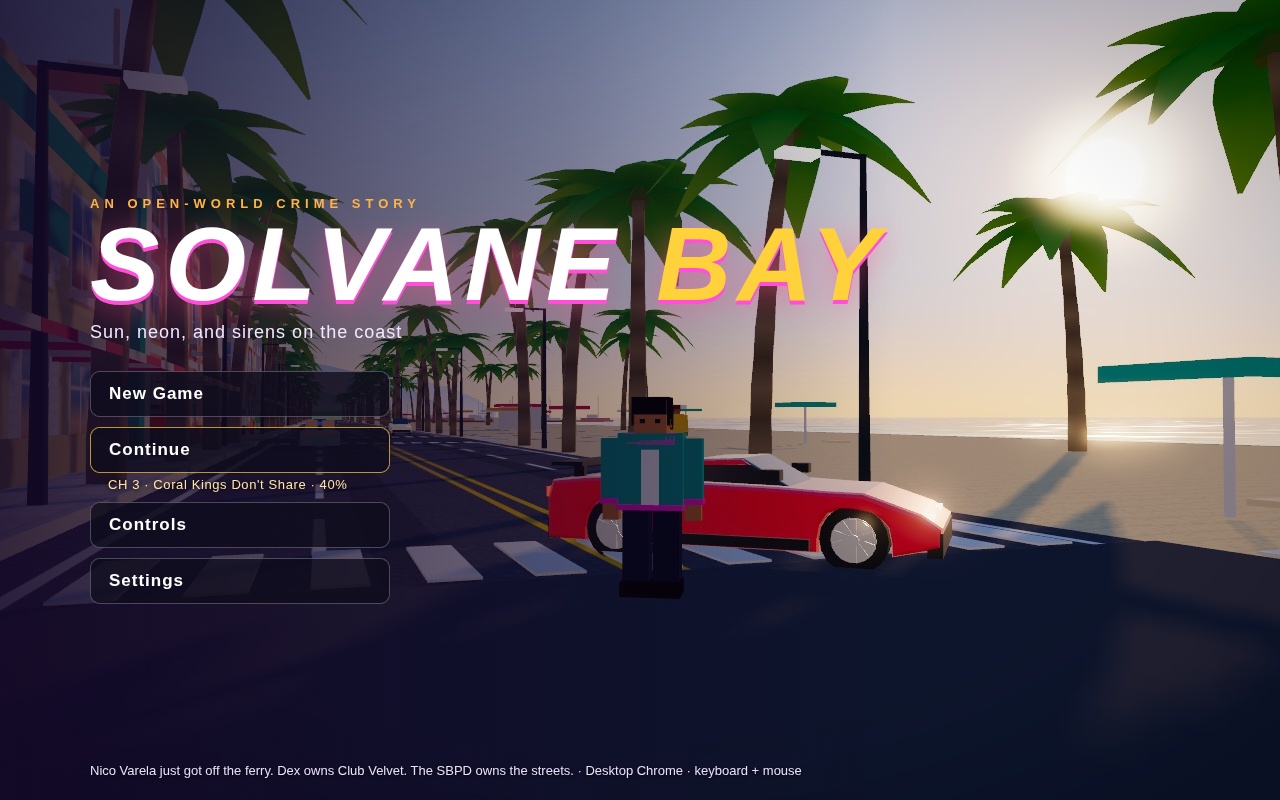 AN OPEN-WORLD CRIME STORY
SOLVANE BAY
Sun, neon, and sirens on the coast
New Game
Continue
CH 3 · Coral Kings Don't Share · 40%
Controls
Settings
Nico Varela just got off the ferry. Dex owns Club Velvet. The SBPD owns the streets. · Desktop Chrome · keyboard + mouse